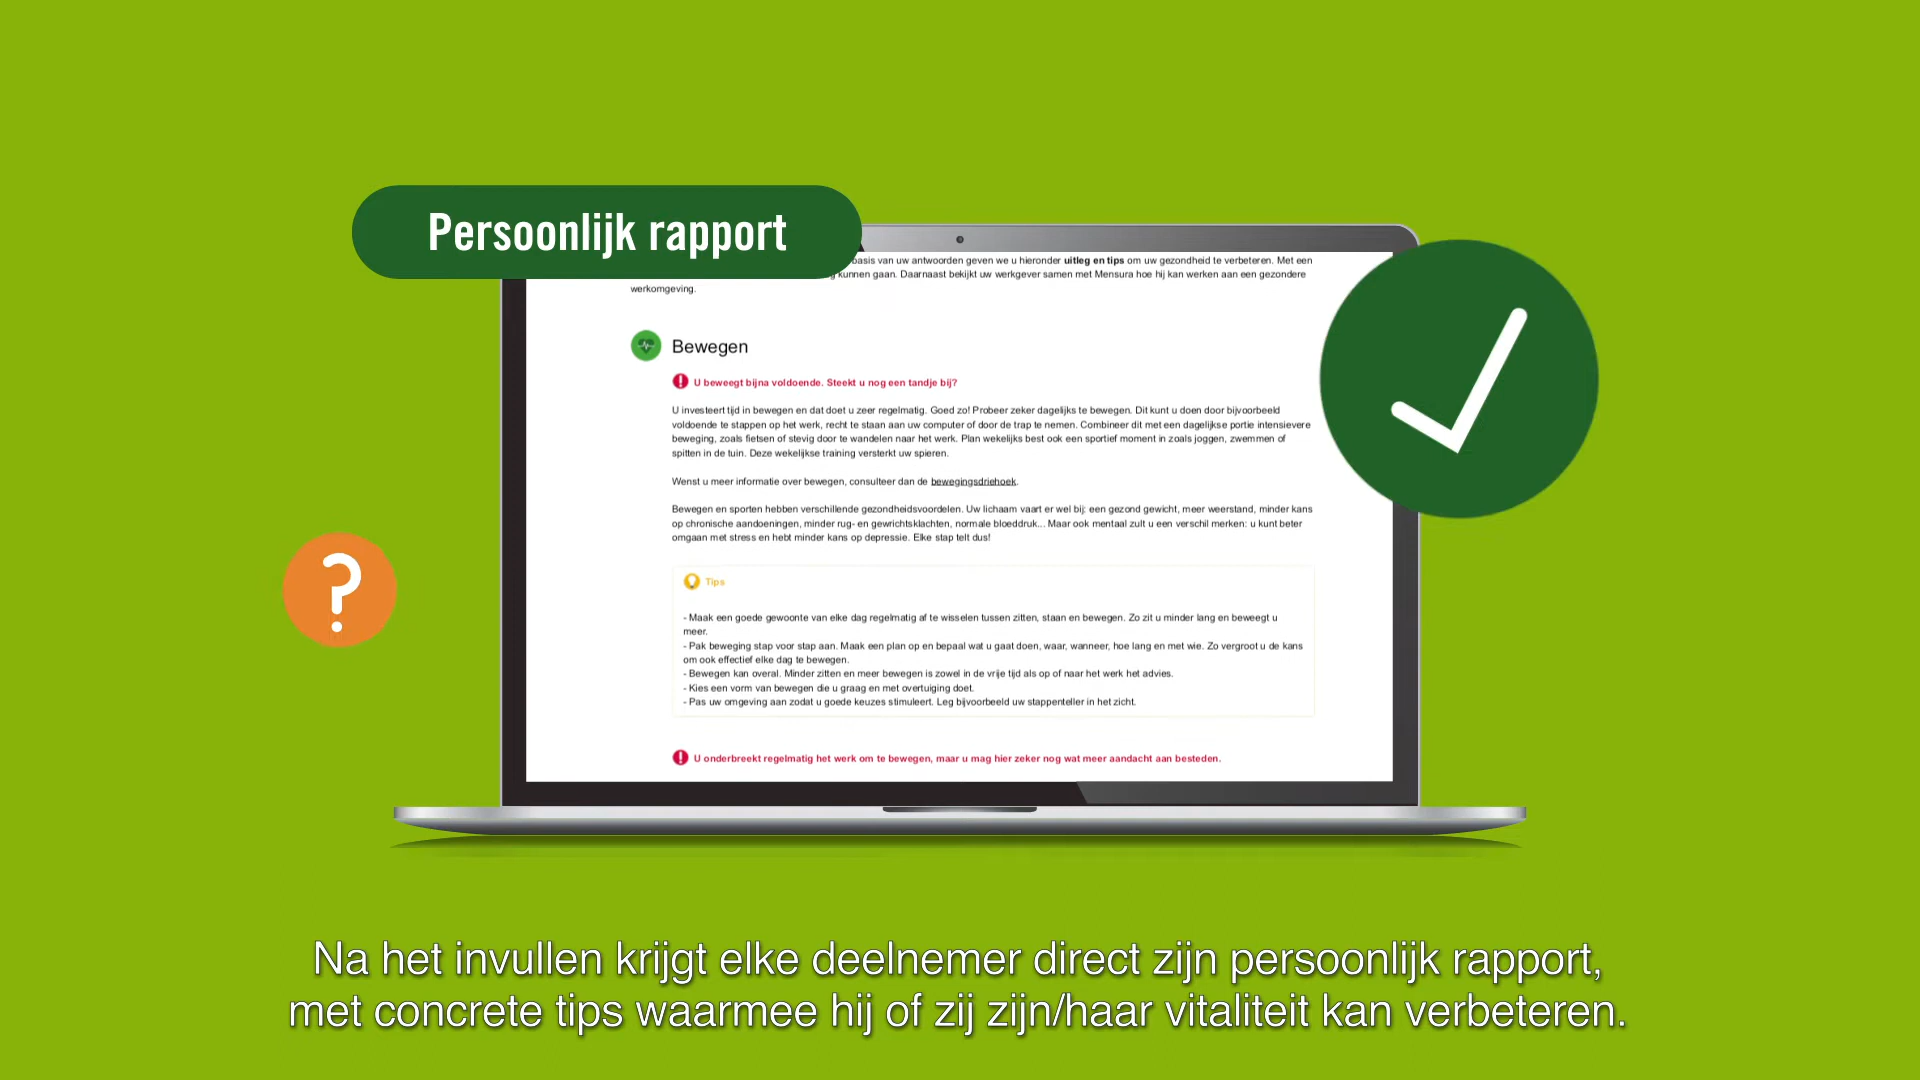 Persoonlijk rapport
basis van uw antwoorden geven we u hieronder uitleg en tips om uw gezondheid te verbeteren. Met een
kunnen gaan. Daarnaast bekijkt uw werkgever samen met Mensura hoe hij kan werken aan een gezondere
werkomgeving.
Bewegen
U beweegt bijna voldoende. Steekt u nog een tandje bij?
U investeert tijd in bewegen en dat doet u zeer regelmatig. Goed zo! Probeer zeker dagelijks te bewegen. Dit kunt u doen door bijvoorbeeld
voldoende te stappen op het werk, recht te staan aan uw computer of door de trap te nemen. Combineer dit met een dagelijkse portie intensievere
beweging, zoals fietsen of stevig door te wandelen naar het werk. Plan wekelijks best ook een sportief moment in zoals joggen, zwemmen of
spitten in de tuin. Deze wekelijkse training versterkt uw spieren.
Wenst u meer informatie over bewegen, consulteer dan de bewegingsdriehoek.
Bewegen en sporten hebben verschillende gezondheidsvoordelen. Uw lichaam vaart er wel bij: een gezond gewicht, meer weerstand, minder kans
op chronische aandoeningen, minder rug- en gewrichtsklachten, normale bloeddruk... Maar ook mentaal zult u een verschil merken: u kunt beter
omgaan met stress en hebt minder kans op depressie. Elke stap telt dus!
Tips
- Maak een goede gewoonte van elke dag regelmatig af te wisselen tussen zitten, staan en bewegen. Zo zit u minder lang en beweegt u
meer.
- Pak beweging stap voor stap aan. Maak een plan op en bepaal wat u gaat doen, waar, wanneer, hoe lang en met wie. Zo vergroot u de kans
om ook effectief elke dag te bewegen.
- Bewegen kan overal. Minder zitten en meer bewegen is zowel in de vrije tijd als op of naar het werk het advies.
- Kies een vorm van bewegen die u graag en met overtuiging doet.
- Pas uw omgeving aan zodat u goede keuzes stimuleert. Leg bijvoorbeeld uw stappenteller in het zicht.
U onderbreekt regelmatig het werk om te bewegen, maar u mag hier zeker nog wat meer aandacht aan besteden.
?
Na het invullen krijgt elke deelnemer direct zijn persoonlijk rapport,
met concrete tips waarmee hij of zij zijn/haar vitaliteit kan verbeteren.